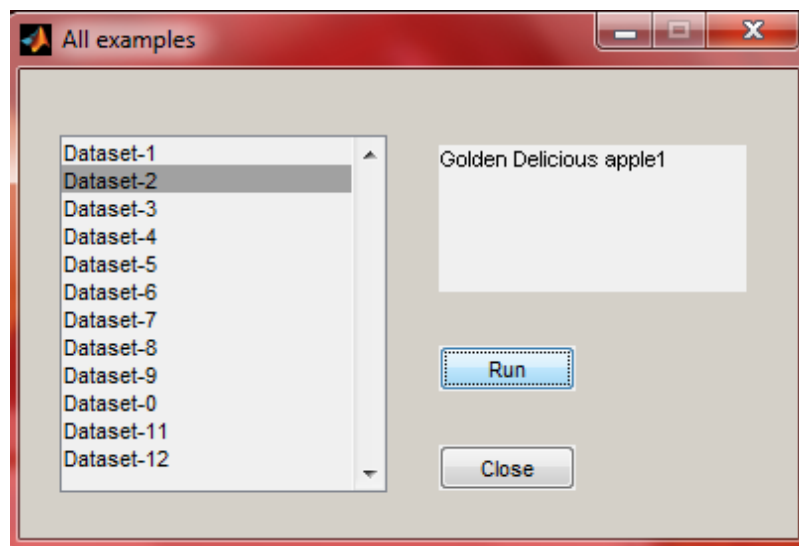 All examples
Dataset-1
Dataset-2
Dataset-3
Dataset-4
Dataset-5
Dataset-6
Dataset-7
Dataset-8
Dataset-9
Dataset-0
Dataset-11
Dataset-12
Golden Delicious apple1
Run
Close